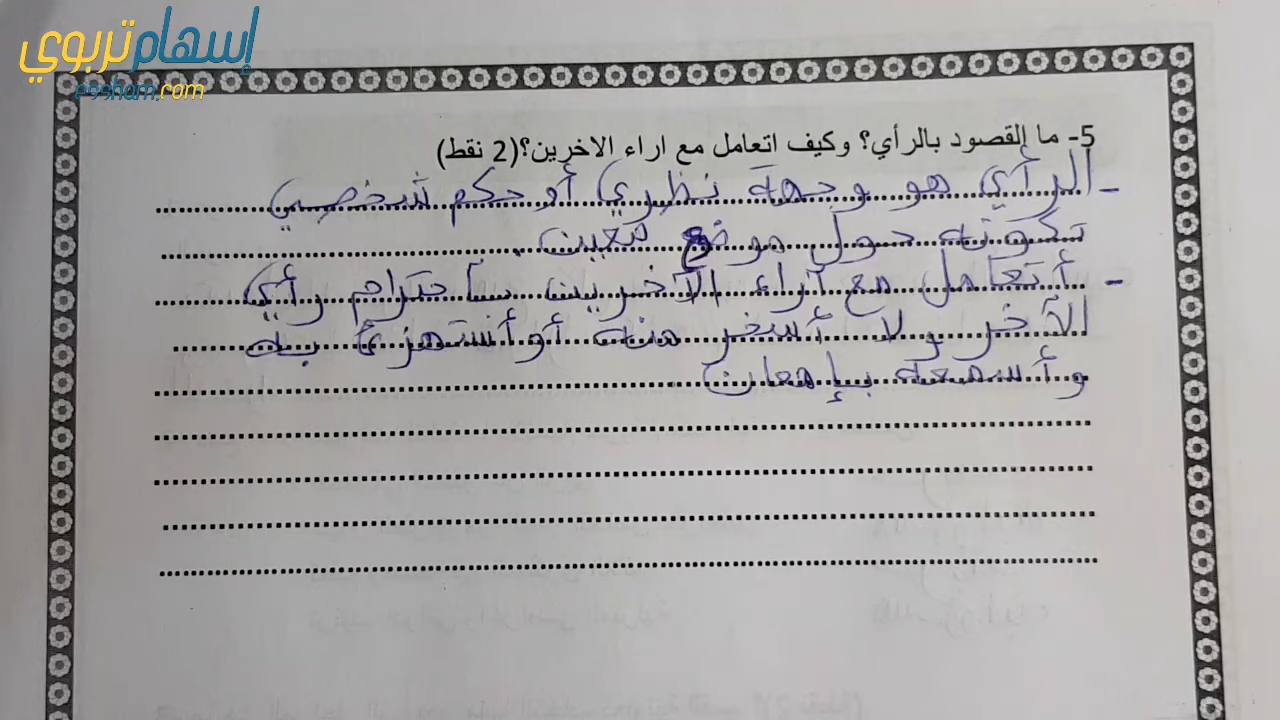 إسهام تربوي
esham.com
5- ما القصود بالرأي؟ وكيف اتعامل مع اراء الاخرين؟(2 نقط)
- الرأي هو وجهة نظري أو حكم شخصي
تكونه حول موضع معين.
- أتعامل مع آراء الآخرين باحترام رأي
الآخر ولا أسخر منه أو أستهزئ به
وأسمعه بإمعان